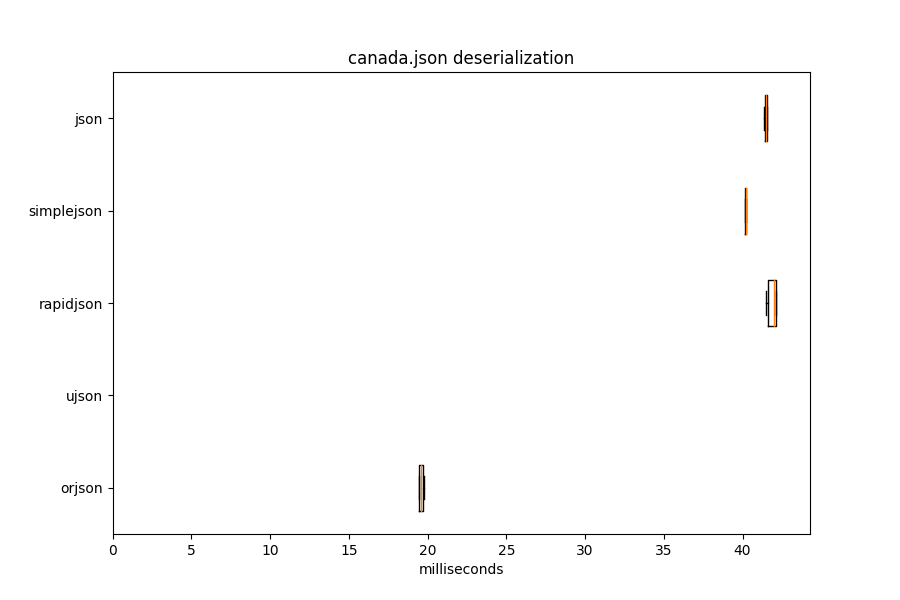 canada.json deserialization
json
simplejson
rapidjson
ujson
orjson
0 5 10 15 20 25 30 35 40
milliseconds